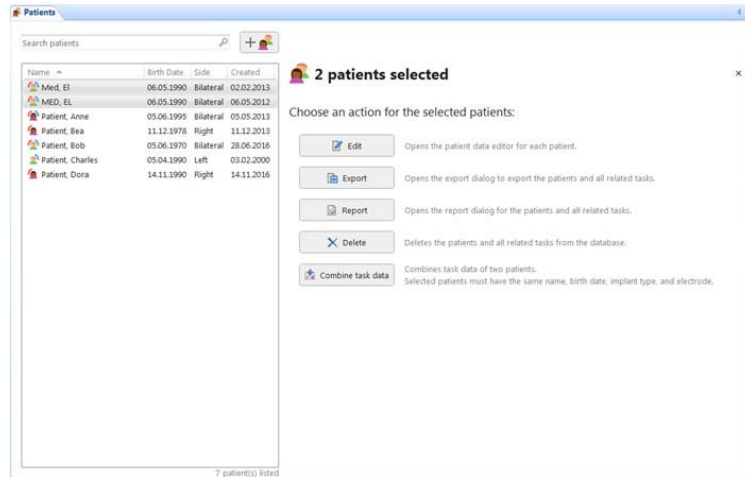 Patients
Search patients
Name Birth Date Side Created
Med, El 06.05.1990 Bilateral 02.02.2013
MED, EL 06.05.1990 Bilateral 06.05.2012
Patient, Anne 05.06.1995 Bilateral 05.05.2013
Patient, Bea 11.12.1978 Right 11.12.2013
Patient, Bob 05.06.1970 Bilateral 28.06.2016
Patient, Charles 05.04.1990 Left 03.02.2000
Patient, Dora 14.11.1990 Right 14.11.2016
7 patient(s) listed
2 patients selected
Choose an action for the selected patients:
Edit Opens the patient data editor for each patient.
Export Opens the export dialog to export the patients and all related tasks.
Report Opens the report dialog for the patients and all related tasks.
Delete Deletes the patients and all related tasks from the database.
Combine task data Combines task data of two patients.
Selected patients must have the same name, birth date, implant type, and electrode.